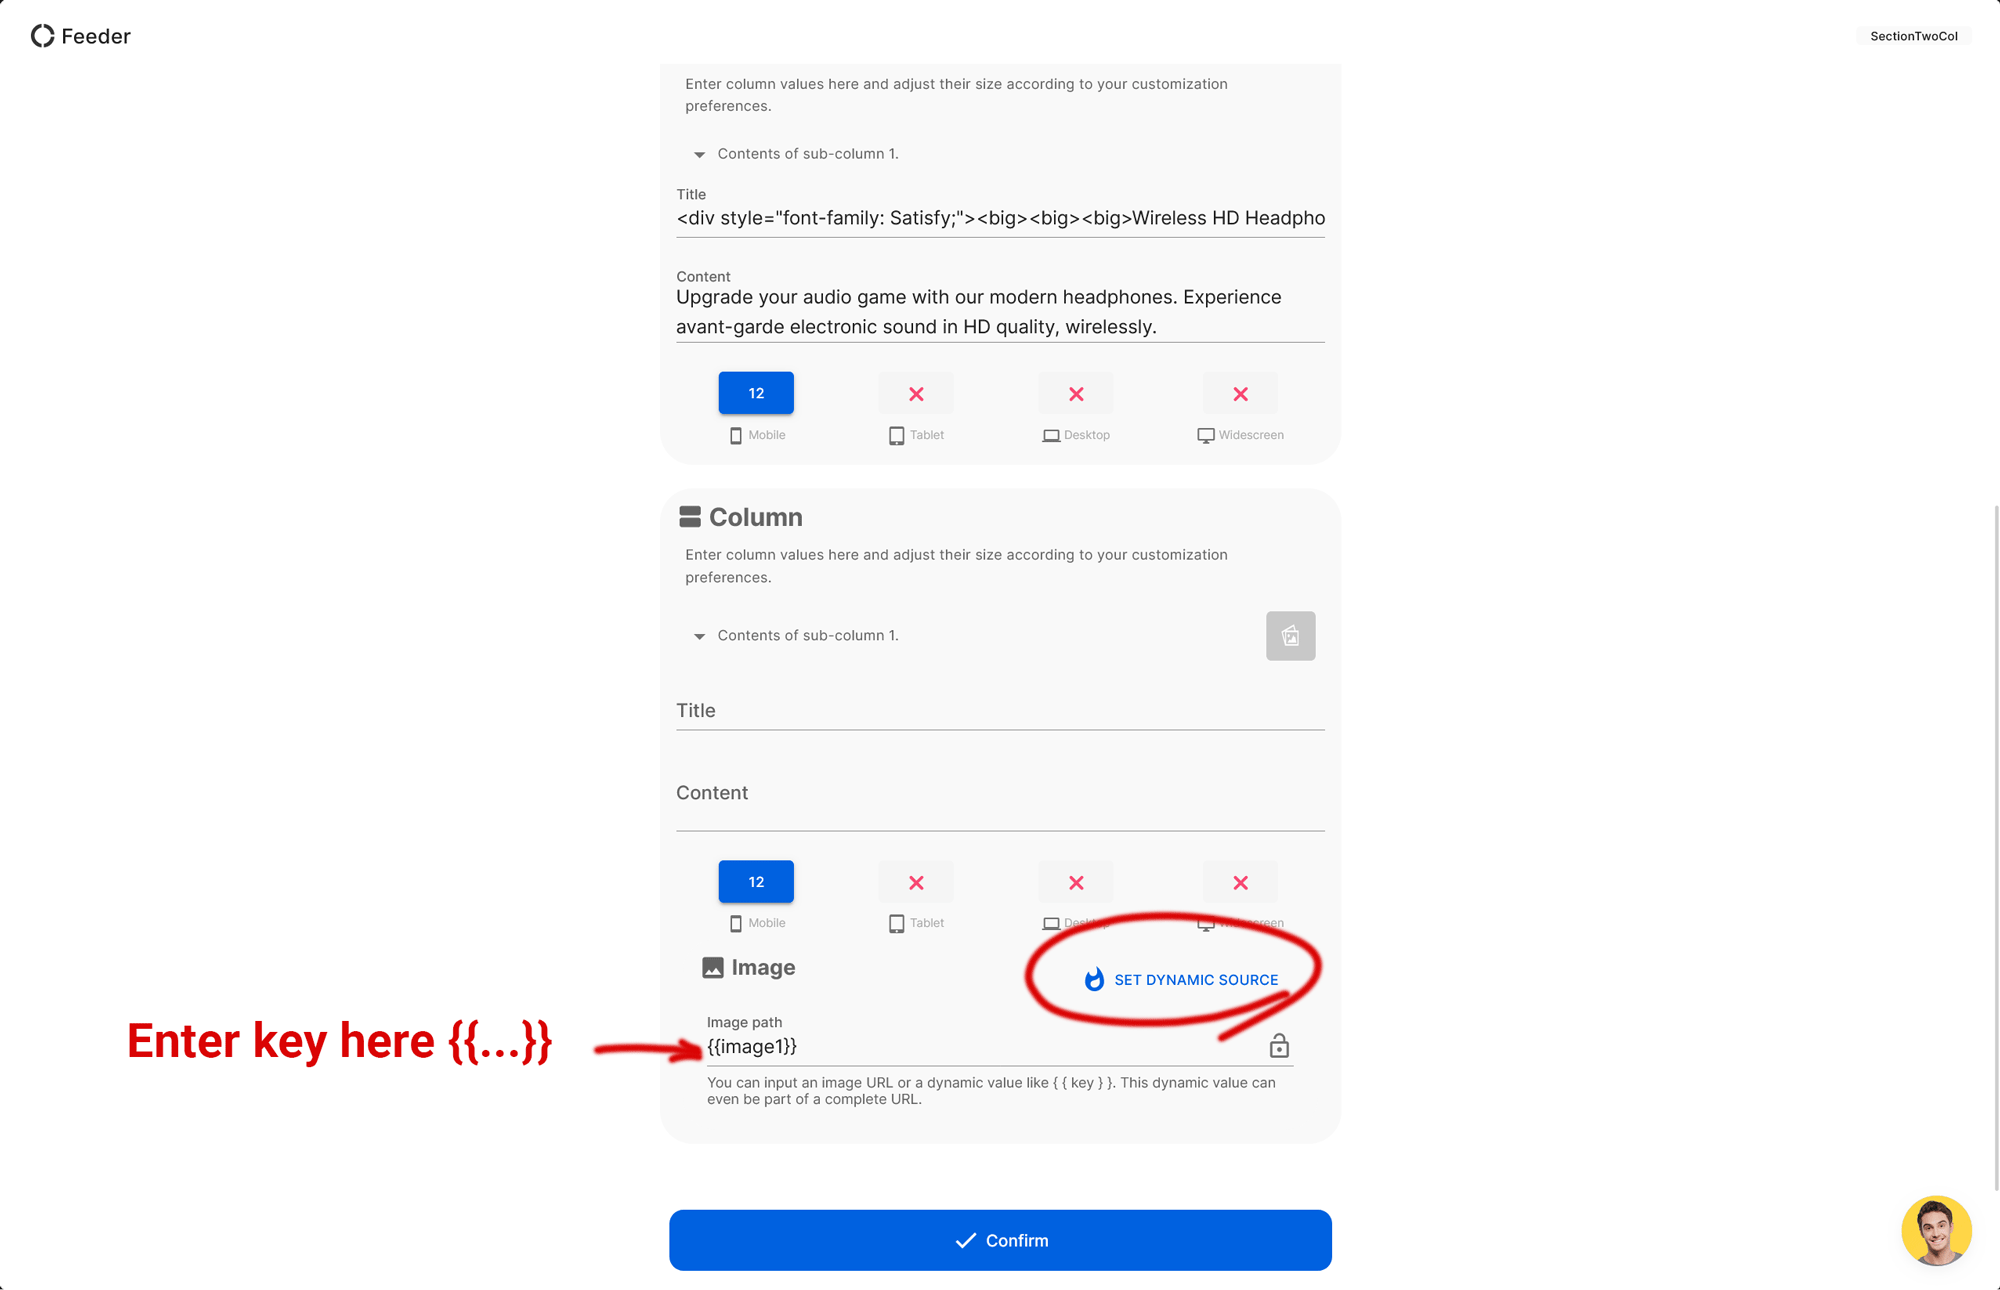 Feeder
SectionTwoCol
Enter column values here and adjust their size according to your customization
preferences.
Contents of sub-column 1.
Title
<div style="font-family: Satisfy;"><big><big><big>Wireless HD Headpho
Content
Upgrade your audio game with our modern headphones. Experience
avant-garde electronic sound in HD quality, wirelessly.
12
Mobile
Tablet
Desktop
Widescreen
Column
Enter column values here and adjust their size according to your customization
preferences.
Contents of sub-column 1.
Title
Content
12
Mobile
Tablet
Desktop
Widescreen
Image
SET DYNAMIC SOURCE
Enter key here {{...}}
Image path
{{image1}}
You can input an image URL or a dynamic value like { { key } }. This dynamic value can
even be part of a complete URL.
Confirm